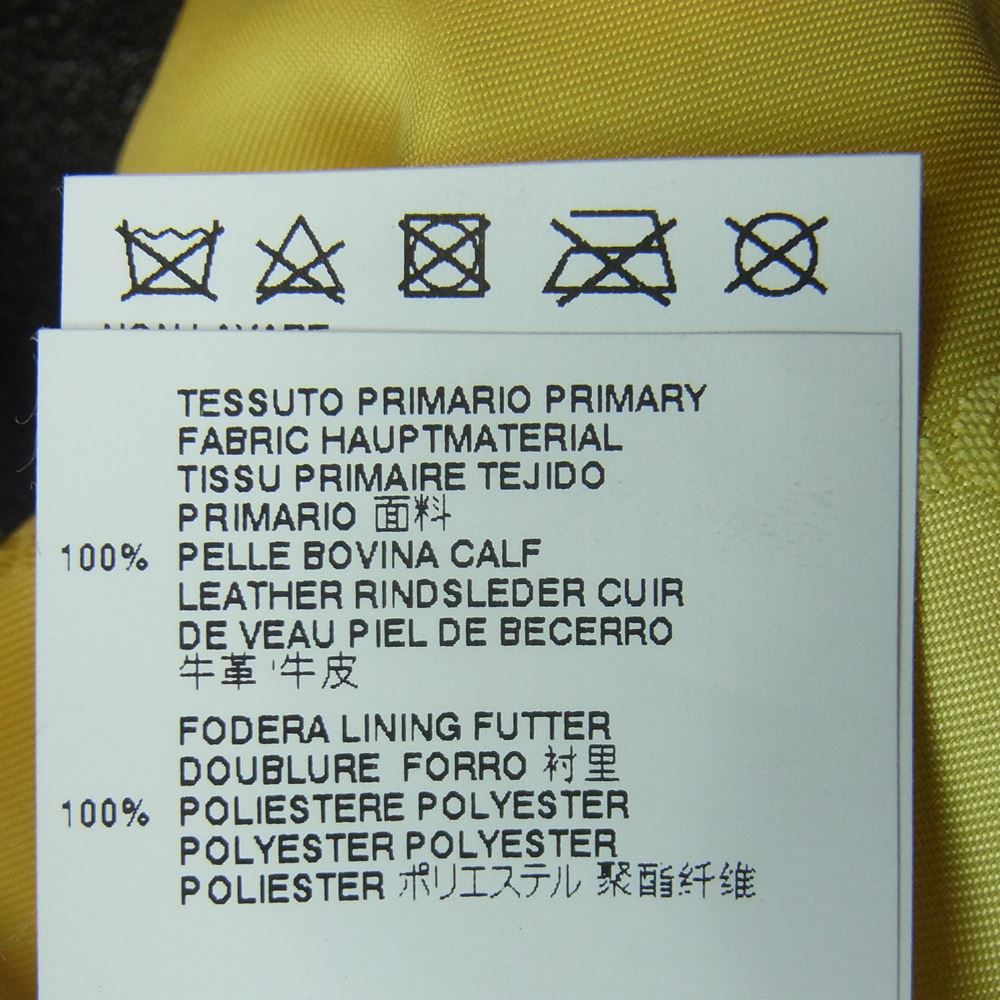 NON LAVARE
TESSUTO PRIMARIO PRIMARY
FABRIC HAUPTMATERIAL
TISSU PRIMAIRE TEJIDO
PRIMARIO 面料
100% PELLE BOVINA CALF
LEATHER RINDSLEDER CUIR
DE VEAU PIEL DE BECERRO
牛革 '牛皮
FODERA LINING FUTTER
DOUBLURE FORRO 衬里
100% POLIESTERE POLYESTER
POLYESTER POLYESTER
POLIESTER ポリエステル 聚酯纤维